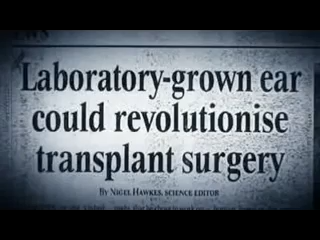 Laboratory-grown ear
could revolutionise
transplant surgery
BY NIGEL HAWKES, SCIENCE EDITOR